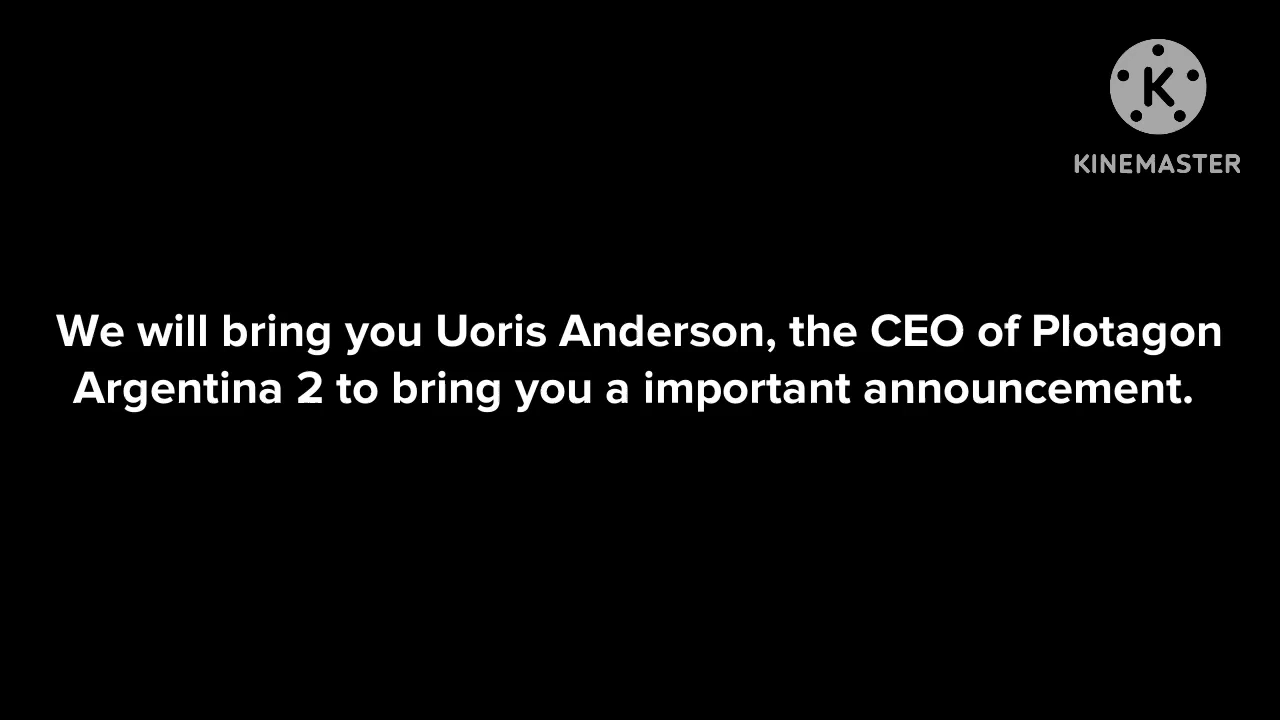 K
KINEMASTER
We will bring you Uoris Anderson, the CEO of Plotagon
Argentina 2 to bring you a important announcement.